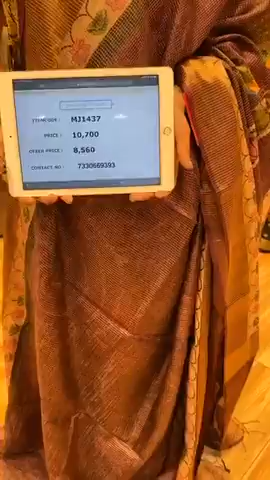 ITEM CODE : MJ1437
PRICE : 10,700
OFFER PRICE : 8,560
CONTACT NO : 7330669393